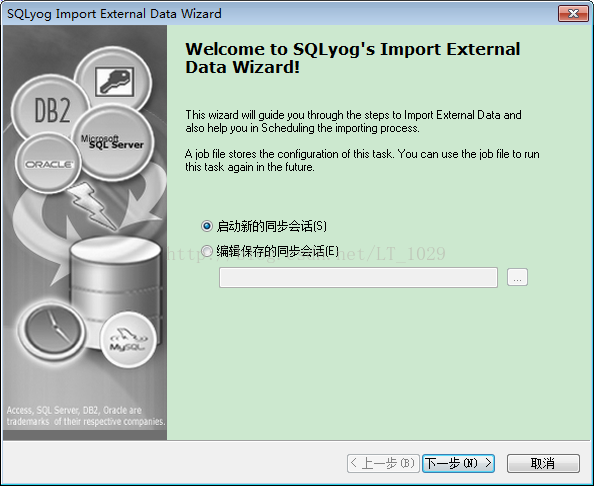 SQLyog Import External Data Wizard
DB2
Microsoft
SQL Server
ORACLE
MySQL
Access, SQL Server, DB2, Oracle are
trademarks of their respective companies.
Welcome to SQLyog's Import External
Data Wizard!
This wizard will guide you through the steps to Import External Data and
also help you in Scheduling the importing process.
A job file stores the configuration of this task. You can use the job file to run
this task again in the future.
启动新的同步会话(S)
编辑保存的同步会话(E)
...
< 上一步(B)
下一步(N) >
取消